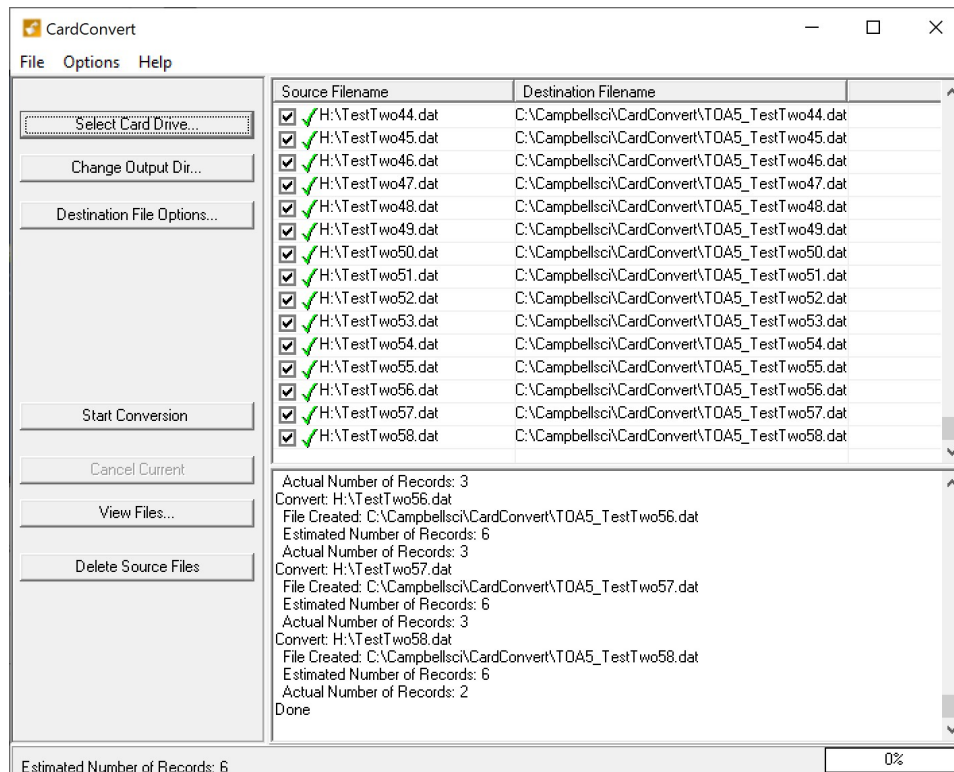 CardConvert
File Options Help
Select Card Drive...
Change Output Dir...
Destination File Options...
Start Conversion
Cancel Current
View Files...
Delete Source Files
Source Filename Destination Filename
H:\TestTwo44.dat C:\Campbellsci\CardConvert\TOA5_TestTwo44.dat
H:\TestTwo45.dat C:\Campbellsci\CardConvert\TOA5_TestTwo45.dat
H:\TestTwo46.dat C:\Campbellsci\CardConvert\TOA5_TestTwo46.dat
H:\TestTwo47.dat C:\Campbellsci\CardConvert\TOA5_TestTwo47.dat
H:\TestTwo48.dat C:\Campbellsci\CardConvert\TOA5_TestTwo48.dat
H:\TestTwo49.dat C:\Campbellsci\CardConvert\TOA5_TestTwo49.dat
H:\TestTwo50.dat C:\Campbellsci\CardConvert\TOA5_TestTwo50.dat
H:\TestTwo51.dat C:\Campbellsci\CardConvert\TOA5_TestTwo51.dat
H:\TestTwo52.dat C:\Campbellsci\CardConvert\TOA5_TestTwo52.dat
H:\TestTwo53.dat C:\Campbellsci\CardConvert\TOA5_TestTwo53.dat
H:\TestTwo54.dat C:\Campbellsci\CardConvert\TOA5_TestTwo54.dat
H:\TestTwo55.dat C:\Campbellsci\CardConvert\TOA5_TestTwo55.dat
H:\TestTwo56.dat C:\Campbellsci\CardConvert\TOA5_TestTwo56.dat
H:\TestTwo57.dat C:\Campbellsci\CardConvert\TOA5_TestTwo57.dat
H:\TestTwo58.dat C:\Campbellsci\CardConvert\TOA5_TestTwo58.dat
Actual Number of Records: 3
Convert: H:\TestTwo56.dat
File Created: C:\Campbellsci\CardConvert\TOA5_TestTwo56.dat
Estimated Number of Records: 6
Actual Number of Records: 3
Convert: H:\TestTwo57.dat
File Created: C:\Campbellsci\CardConvert\TOA5_TestTwo57.dat
Estimated Number of Records: 6
Actual Number of Records: 3
Convert: H:\TestTwo58.dat
File Created: C:\Campbellsci\CardConvert\TOA5_TestTwo58.dat
Estimated Number of Records: 6
Actual Number of Records: 2
Done
Estimated Number of Records: 6
0%